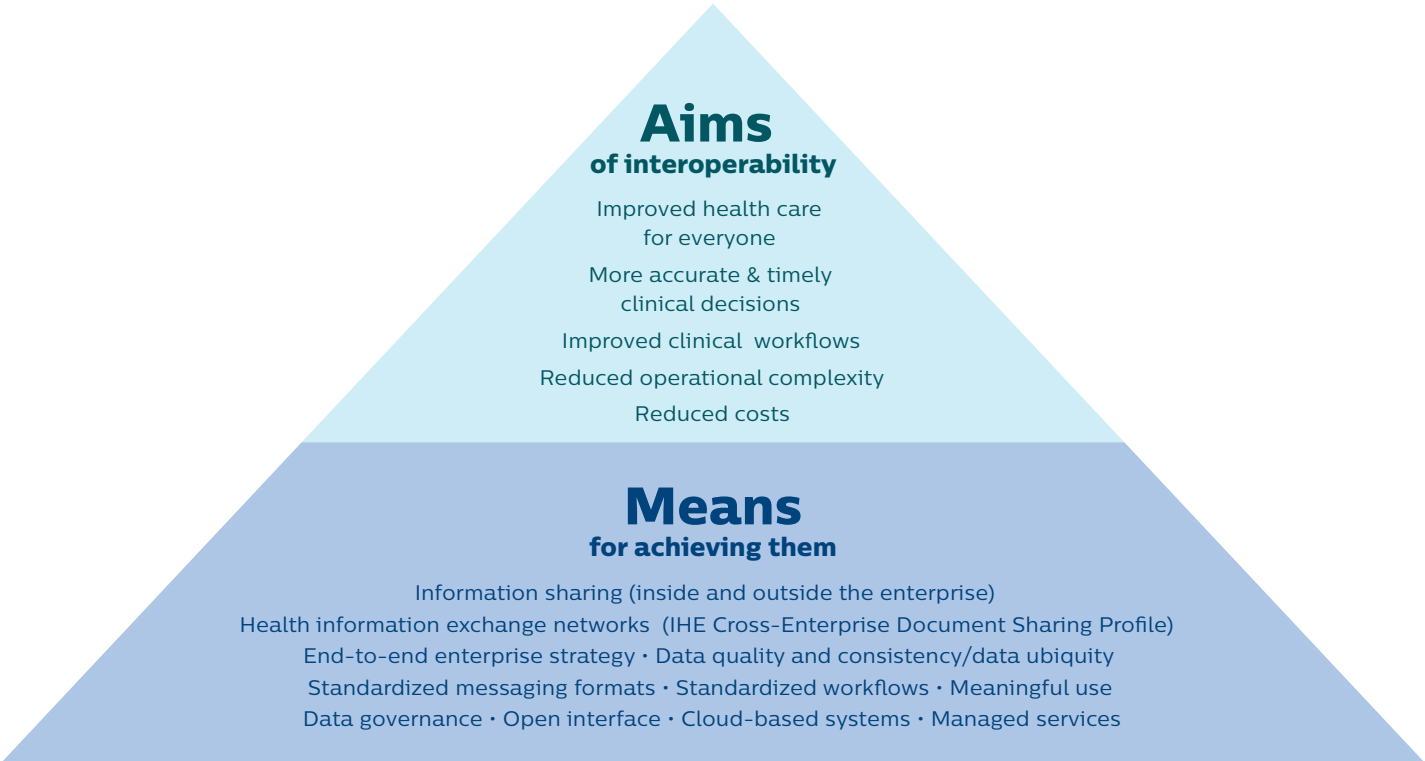 Aims
of interoperability
Improved health care
for everyone
More accurate & timely
clinical decisions
Improved clinical  workflows
Reduced operational complexity
Reduced costs
Means
for achieving them
Information sharing (inside and outside the enterprise)
Health information exchange networks  (IHE Cross-Enterprise Document Sharing Profile)
End-to-end enterprise strategy • Data quality and consistency/data ubiquity
Standardized messaging formats • Standardized workflows • Meaningful use
Data governance • Open interface • Cloud-based systems • Managed services